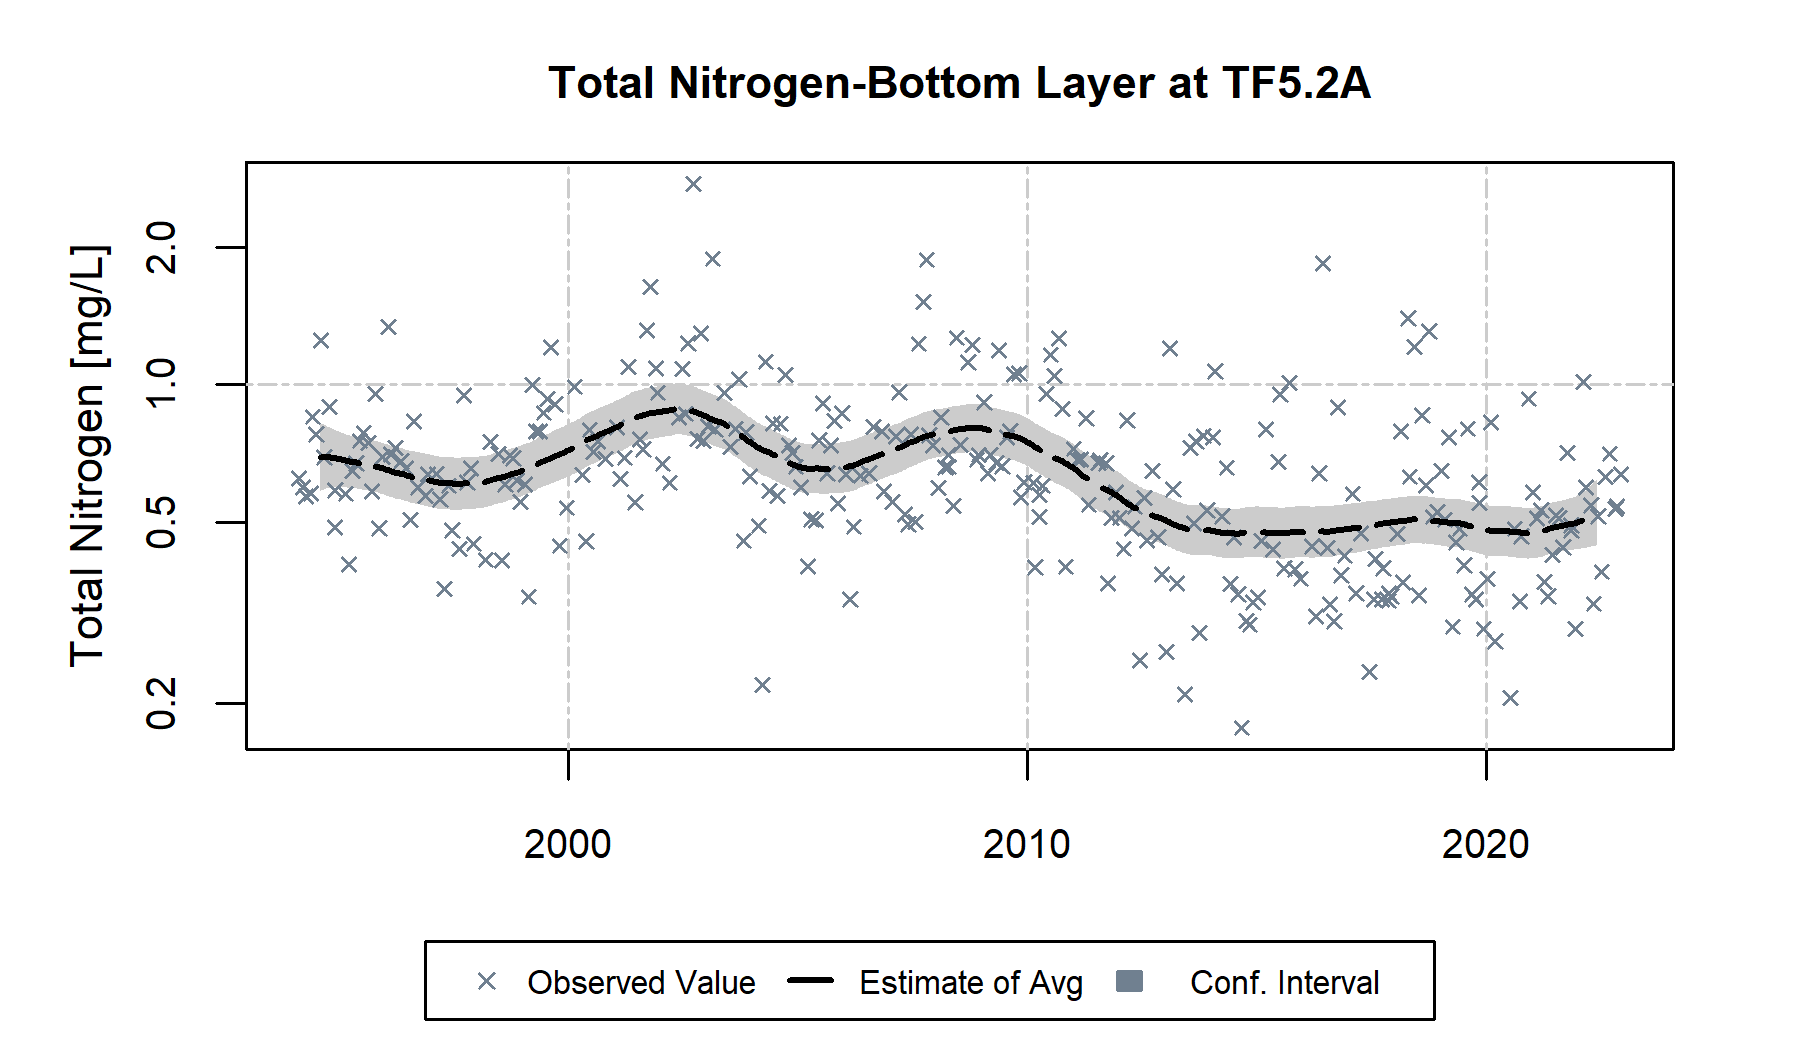 Total Nitrogen-Bottom Layer at TF5.2A
Total Nitrogen [mg/L]
2.0
1.0
0.5
0.2
2000
2010
2020
Observed Value
Estimate of Avg
Conf. Interval